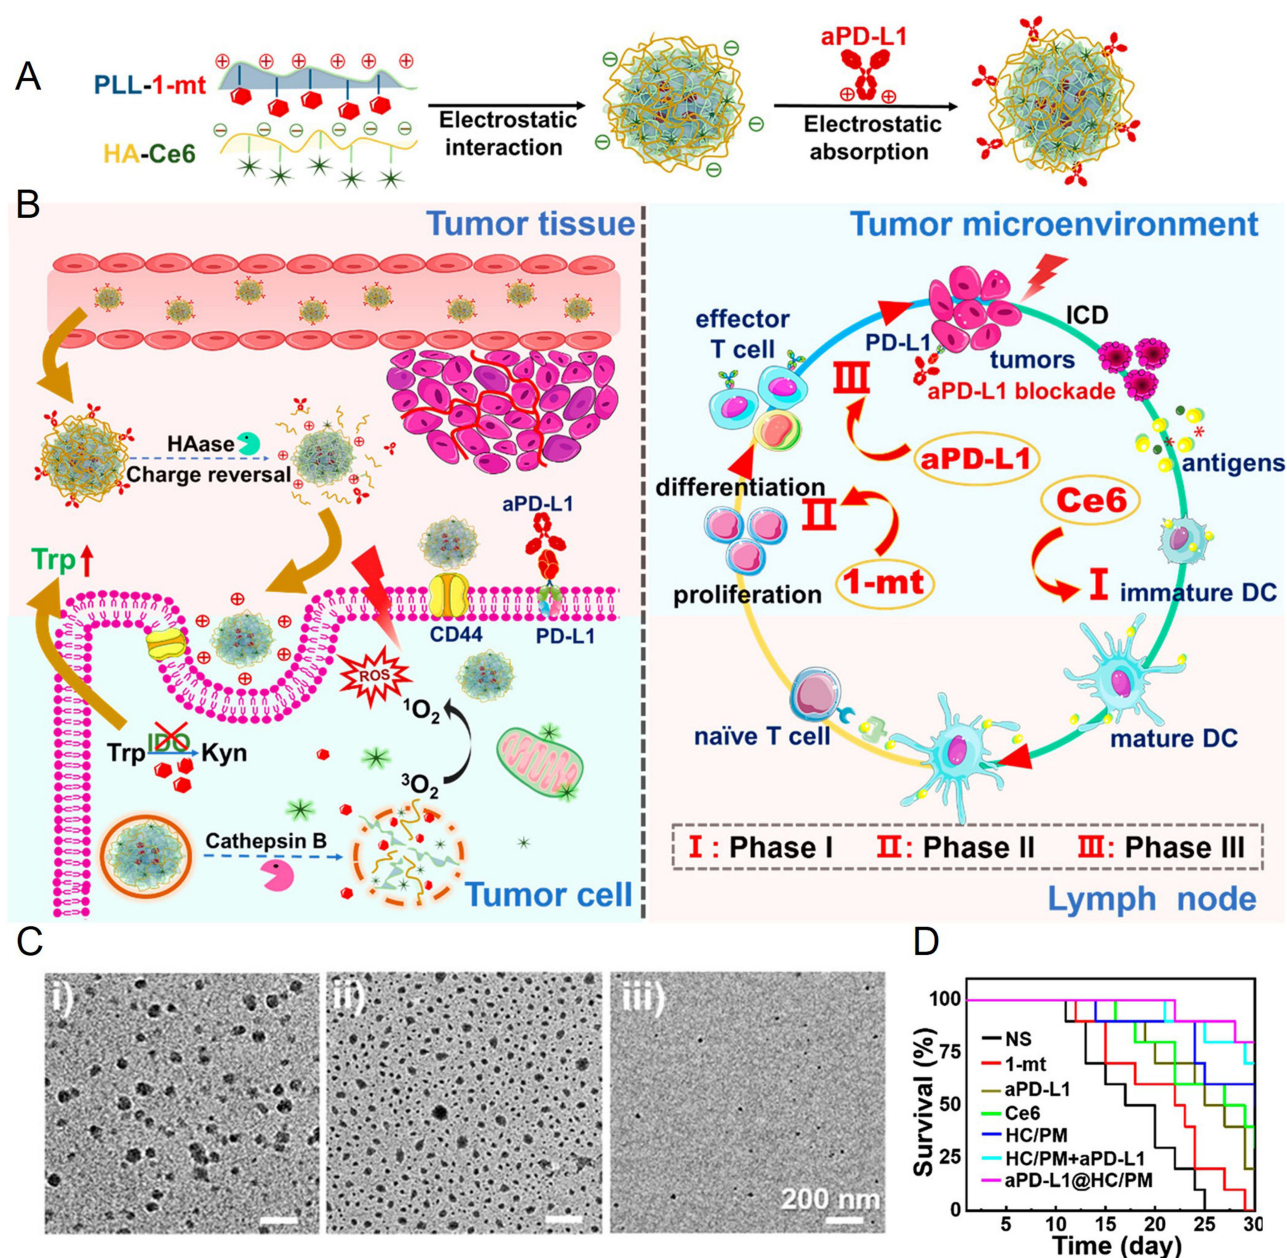 A
PLL-1-mt
HA-Ce6
Electrostatic
interaction
aPD-L1
Electrostatic
absorption
B
Tumor tissue
HAase
Charge reversal
Trp
aPD-L1
CD44
PD-L1
ROS
¹O₂
³O₂
IDO
Trp
Kyn
Cathepsin B
Tumor cell
Tumor microenvironment
effector
T cell
PD-L1
ICD
tumors
aPD-L1 blockade
III
aPD-L1
antigens
differentiation
II
Ce6
1-mt
I
immature DC
proliferation
naïve T cell
mature DC
I : Phase I II: Phase II III: Phase III
Lymph node
C
i)
ii)
iii)
200 nm
D
Survival (%)
100
75
50
25
0
NS
1-mt
aPD-L1
Ce6
HC/PM
HC/PM+aPD-L1
aPD-L1@HC/PM
5 10 15 20 25 30
Time (day)